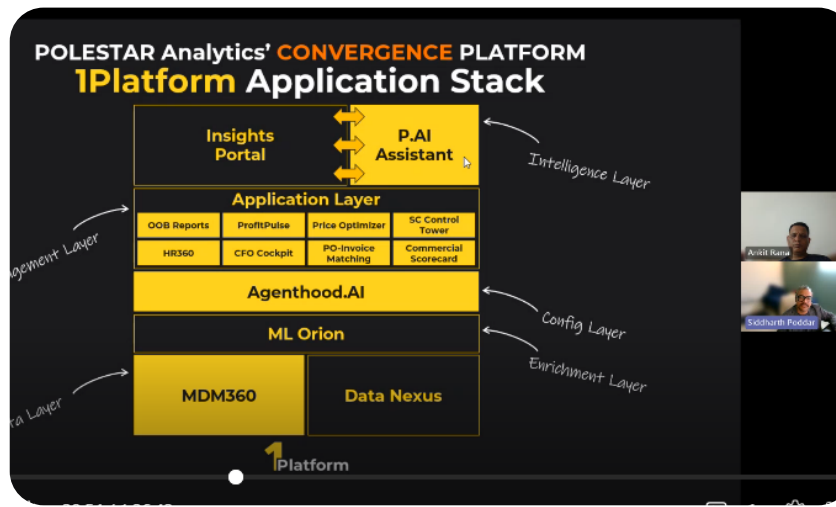 POLESTAR Analytics' CONVERGENCE PLATFORM
1Platform Application Stack
Insights
Portal
P.AI
Assistant
Intelligence Layer
Application Layer
OOB Reports
ProfitPulse
Price Optimizer
SC Control
Tower
HR360
CFO Cockpit
PO-Invoice
Matching
Commercial
Scorecard
gement Layer
Agenthood.AI
Config Layer
ML Orion
Enrichment Layer
MDM360
Data Nexus
ta Layer
1Platform
Ankit Rana
Siddharth Poddar